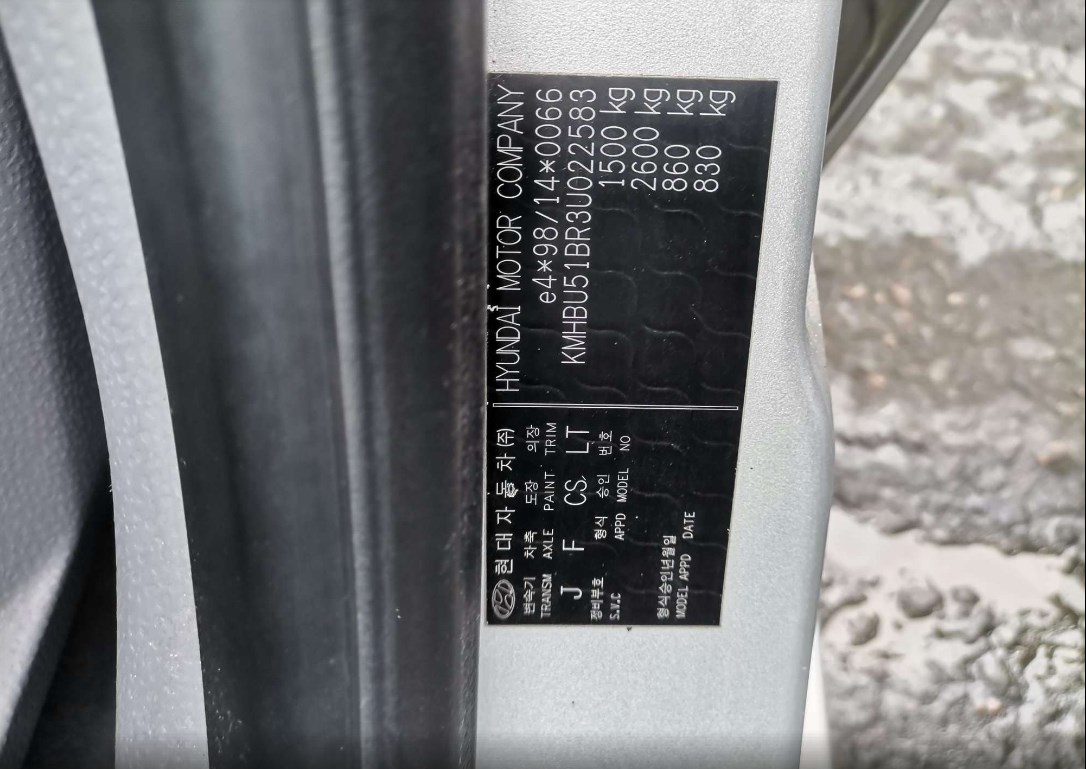 현대자동차(주)
변속기 차축 도장 의장
TRANSM AXLE PAINT TRIM
J F CS LT
정비부호 형식 승인 번호
S.V.C APPD MODEL NO
형식승인년월일
MODEL APPD DATE
HYUNDAI MOTOR COMPANY
e4*98/14*0066
KMHBU51BR3U022583
1500 kg
2600 kg
860 kg
830 kg